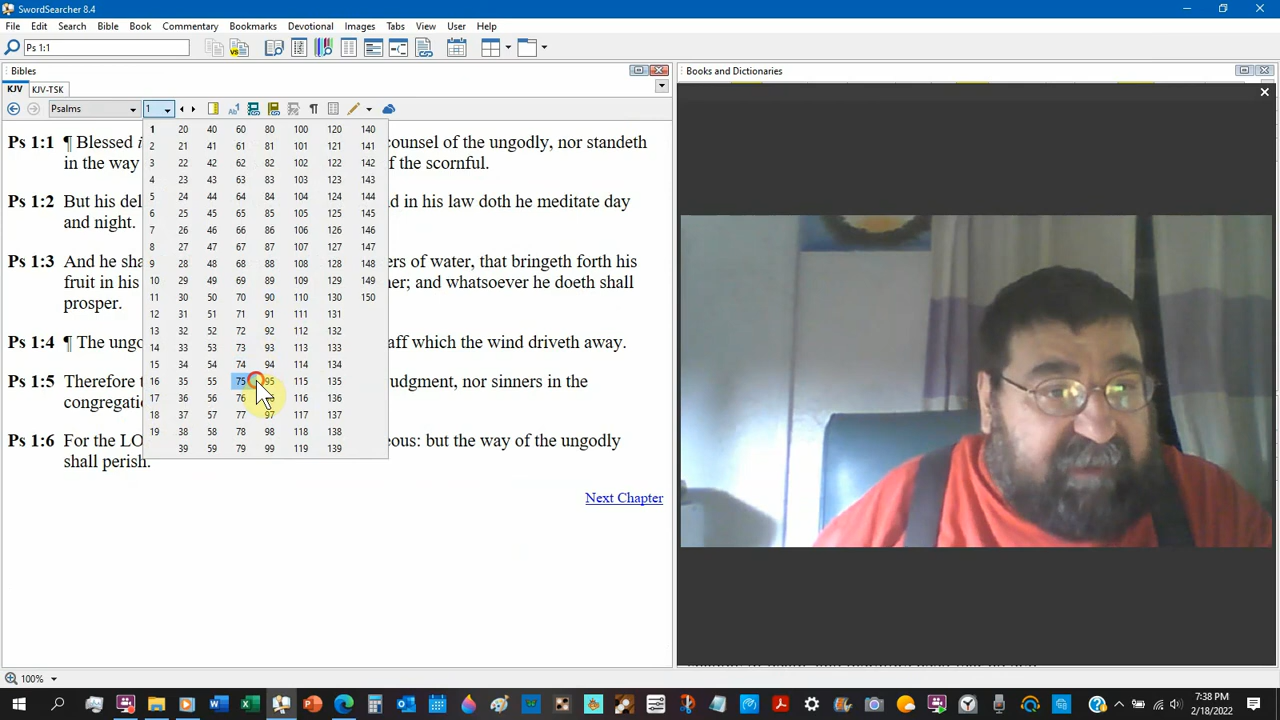 SwordSearcher 8.4
File Edit Search Bible Book Commentary Bookmarks Devotional Images Tabs View User Help
Ps 1:1
Bibles
Books and Dictionaries
KJV KJV-TSK
Psalms 1
1 20 40 60 80 100 120 140
2 21 41 61 81 101 121 141
3 22 42 62 82 102 122 142
4 23 43 63 83 103 123 143
5 24 44 64 84 104 124 144
6 25 45 65 85 105 125 145
7 26 46 66 86 106 126 146
8 27 47 67 87 107 127 147
9 28 48 68 88 108 128 148
10 29 49 69 89 109 129 149
11 30 50 70 90 110 130 150
12 31 51 71 91 111 131
13 32 52 72 92 112 132
14 33 53 73 93 113 133
15 34 54 74 94 114 134
16 35 55 75 95 115 135
17 36 56 76 116 136
18 37 57 77 97 117 137
19 38 58 78 98 118 138
39 59 79 99 119 139
Ps 1:1 ¶ Blessed counsel of the ungodly, nor standeth
in the way f the scornful.
Ps 1:2 But his del d in his law doth he meditate day
and night.
Ps 1:3 And he sha ers of water, that bringeth forth his
fruit in his her; and whatsoever he doeth shall
prosper.
Ps 1:4 ¶ The ungo aff which the wind driveth away.
Ps 1:5 Therefore t udgment, nor sinners in the
congregatio
Ps 1:6 For the LO eous: but the way of the ungodly
shall perish.
Next Chapter
100%
7:38 PM
2/18/2022